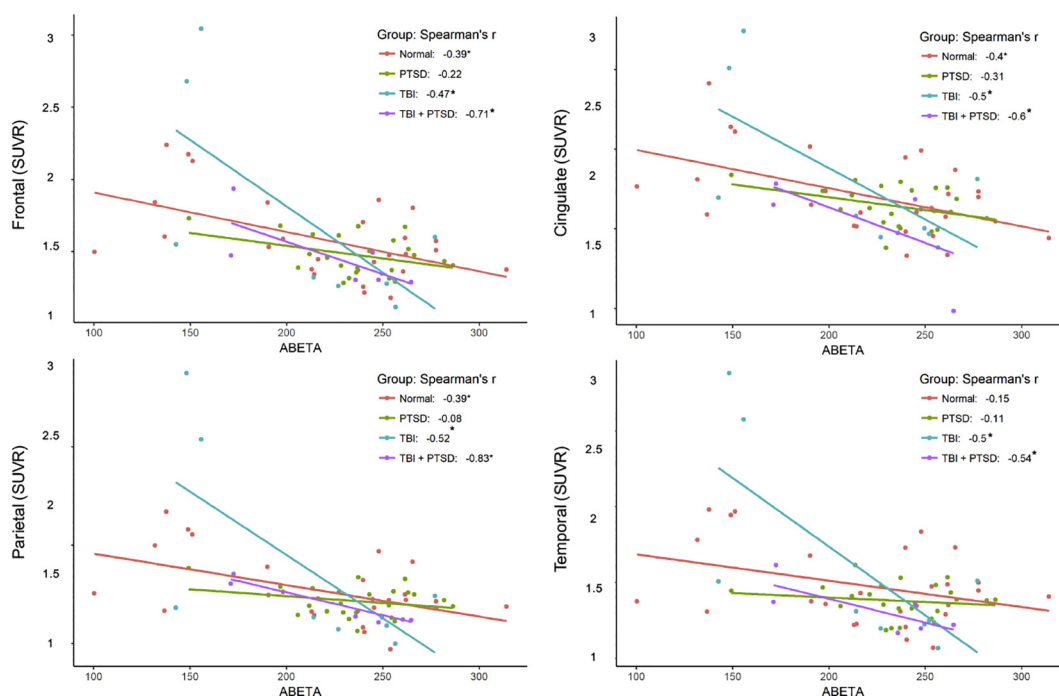 Frontal (SUVR)
3
2.5
2
1.5
1
Group: Spearman's r
Normal: -0.39*
PTSD: -0.22
TBI: -0.47*
TBI + PTSD: -0.71*
100 150 200 250 300
ABETA
Cingulate (SUVR)
3
2.5
2
1.5
1
Group: Spearman's r
Normal: -0.4*
PTSD: -0.31
TBI: -0.5*
TBI + PTSD: -0.6*
100 150 200 250 300
ABETA
Parietal (SUVR)
3
2.5
2
1.5
1
Group: Spearman's r
Normal: -0.39*
PTSD: -0.08
TBI: -0.52*
TBI + PTSD: -0.83*
100 150 200 250 300
ABETA
Temporal (SUVR)
3
2.5
2
1.5
1
Group: Spearman's r
Normal: -0.15
PTSD: -0.11
TBI: -0.5*
TBI + PTSD: -0.54*
100 150 200 250 300
ABETA